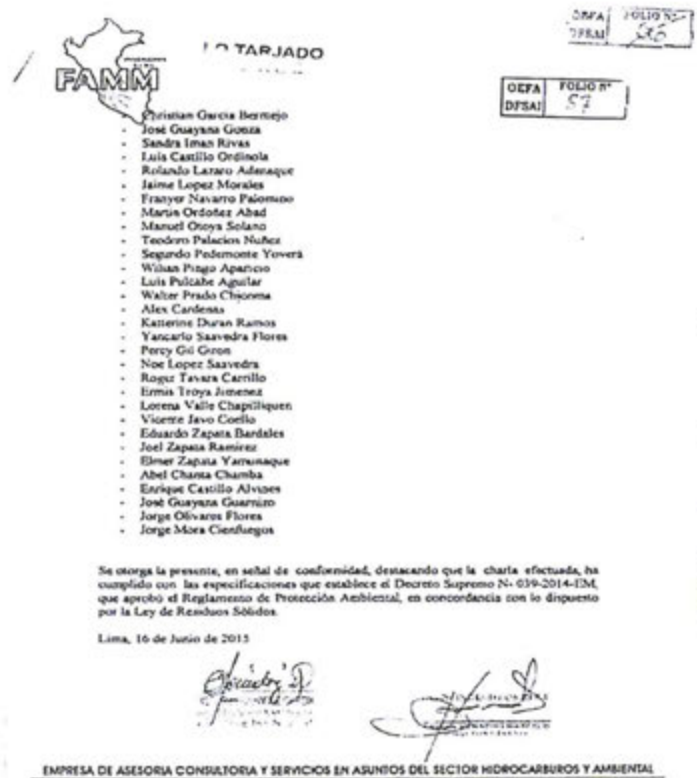 OEFA FOLIO Nº
DFSAI
LO TARJADO
FAMM
OEFA FOLIO Nº
DFSAI 57
- Christian Garcia Bermejo
- José Guayana Gonza
- Sandra Iman Rivas
- Luis Castillo Ordinola
- Rolando Lazaro Adanaque
- Jaime Lopez Morales
- Franyer Navarro Palomino
- Martin Ordoñez Abad
- Manuel Otoya Solano
- Teodoro Palacios Nuñez
- Segundo Pedemonte Yoverá
- Wilian Pingo Aparicio
- Luis Pulcahe Aguilar
- Walter Prado
- Alex Cardenas
- Katterine Duran Ramos
- Yancarlo Saavedra Flores
- Percy Gil Giron
- Noe Lopez Saavedra
- Tavara Carrillo
- Ermis Troya Jimenez
- Lorena Valle Chapilliquen
- Vicente Javo Coello
- Eduardo Zapata Bardales
- Joel Zapata Ramirez
- Elmer Zapata Yamunaque
- Abel Chanta Chamba
- Enrique Castillo Alvines
- José Guayana Guarnizo
- Jorge Olivares Flores
- Jorge Mora Cienfuegos
Se otorga la presente, en señal de conformidad, destacando que la charla efectuada, ha
cumplido con las especificaciones que establece el Decreto Supremo N- 039-2014-EM,
que aprobó el Reglamento de Protección Ambiental, en concordancia con lo dispuesto
por la Ley de Residuos Sólidos.
Lima, 16 de Junio de 2015
EMPRESA DE ASESORIA CONSULTORIA Y SERVICIOS EN ASUNTOS DEL SECTOR HIDROCARBUROS Y AMBIENTAL